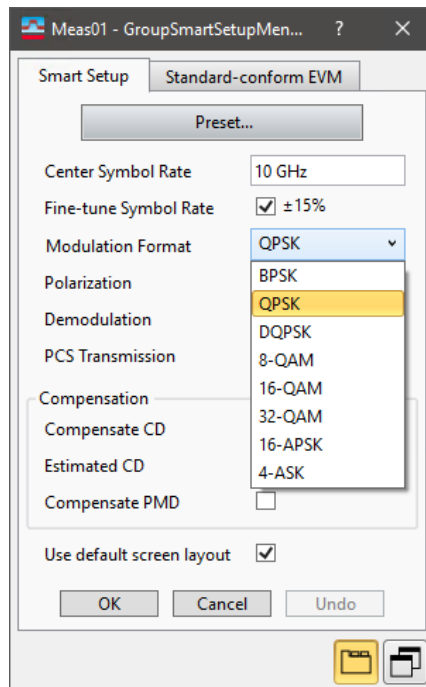 Meas01 - GroupSmartSetupMen... ?
Smart Setup Standard-conform EVM
Preset...
Center Symbol Rate 10 GHz
Fine-tune Symbol Rate ±15%
Modulation Format QPSK
Polarization BPSK
QPSK
Demodulation DQPSK
PCS Transmission 8-QAM
16-QAM
Compensation
32-QAM
Compensate CD 16-APSK
Estimated CD 4-ASK
Compensate PMD
Use default screen layout
OK Cancel Undo